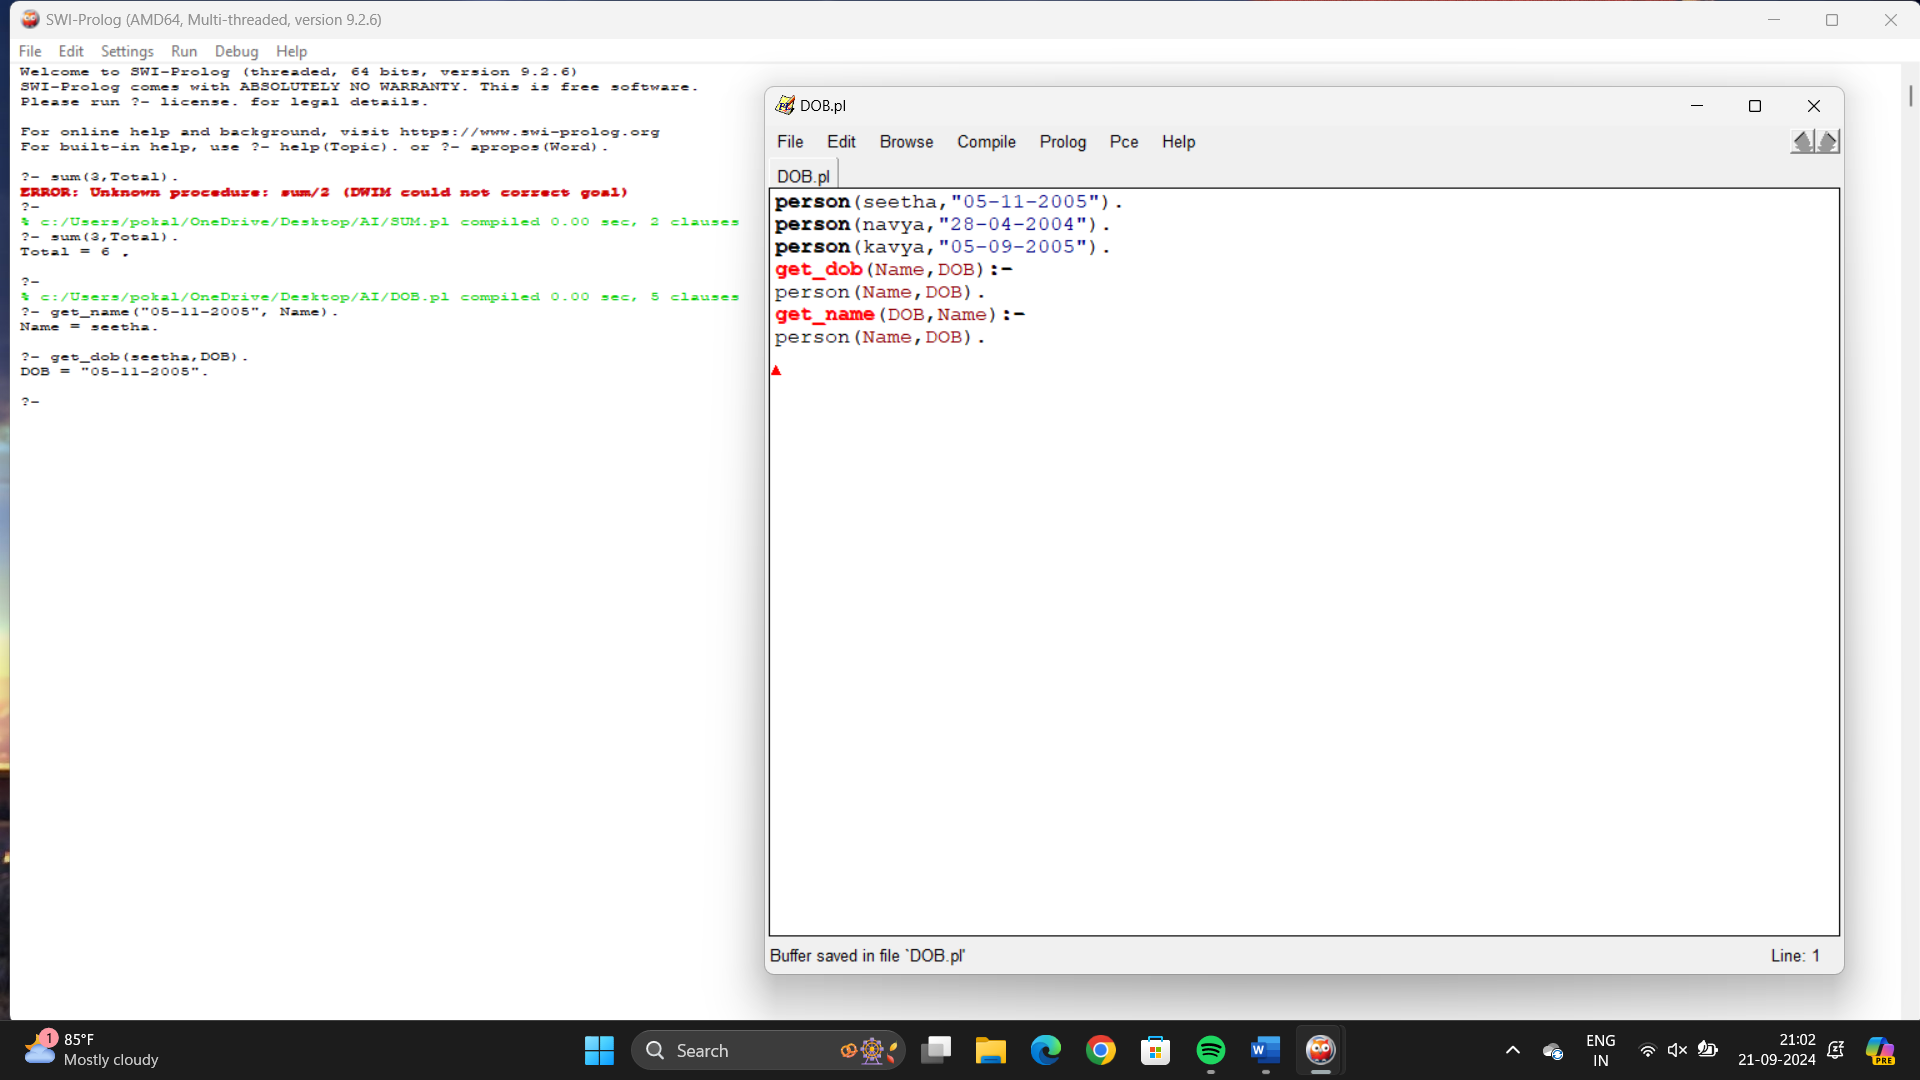 SWI-Prolog (AMD64, Multi-threaded, version 9.2.6)
File Edit Settings Run Debug Help
Welcome to SWI-Prolog (threaded, 64 bits, version 9.2.6)
SWI-Prolog comes with ABSOLUTELY NO WARRANTY. This is free software.
Please run ?- license. for legal details.
For online help and background, visit https://www.swi-prolog.org
For built-in help, use ?- help(Topic). or ?- apropos(Word).
?- sum(3,Total).
ERROR: Unknown procedure: sum/2 (DWIM could not correct goal)
?-
% c:/Users/pokal/OneDrive/Desktop/AI/SUM.pl compiled 0.00 sec, 2 clauses
?- sum(3,Total).
Total = 6 .
?-
% c:/Users/pokal/OneDrive/Desktop/AI/DOB.pl compiled 0.00 sec, 5 clauses
?- get_name("05-11-2005", Name).
Name = seetha.
?- get_dob(seetha,DOB).
DOB = "05-11-2005".
?-
DOB.pl
File Edit Browse Compile Prolog Pce Help
DOB.pl
person(seetha,"05-11-2005").
person(navya,"28-04-2004").
person(kavya,"05-09-2005").
get_dob(Name,DOB):-
person(Name,DOB).
get_name(DOB,Name):-
person(Name,DOB).
Buffer saved in file `DOB.pl' Line: 1
1
85°F
Mostly cloudy
Search
W
ENG
IN
21:02
21-09-2024
PRE